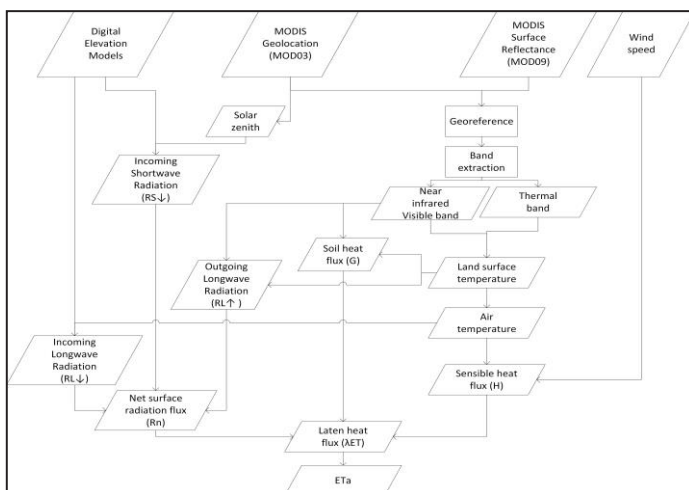 Digital
Elevation
Models
MODIS
Geolocation
(MOD03)
MODIS
Surface
Reflectance
(MOD09)
Wind
speed
Solar
zenith
Georeference
Band
extraction
Incoming
Shortwave
Radiation
(RS↓)
Near
infrared
Visible band
Thermal
band
Soil heat
flux (G)
Outgoing
Longwave
Radiation
(RL↑ )
Land surface
temperature
Air
temperature
Incoming
Longwave
Radiation
(RL↓)
Sensible heat
flux (H)
Net surface
radiation flux
(Rn)
Laten heat
flux (λET)
ETa